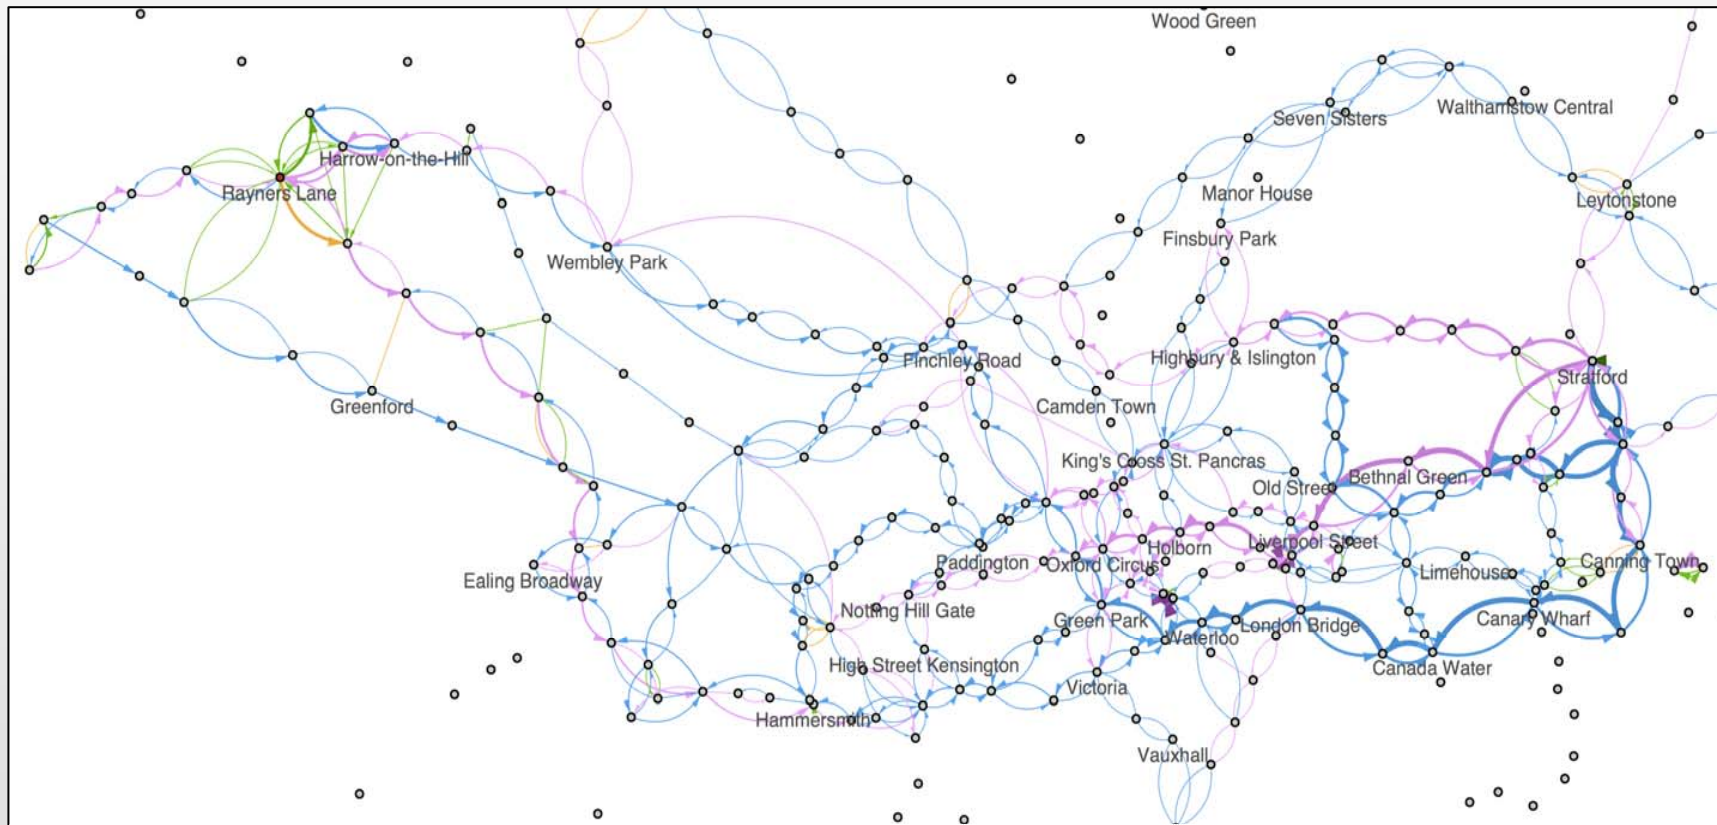 Wood Green
Walthamstow Central
Seven Sisters
Harrow-on-the-Hill
Rayners Lane
Manor House
Leytonstone
Finsbury Park
Wembley Park
Highbury & Islington
Finchley Road
Stratford
Greenford
Camden Town
King's Cross St. Pancras
Bethnal Green
Old Street
Liverpool Street
Holborn
Paddington
Oxford Circus
Canning Town
Limehouse
Ealing Broadway
Notting Hill Gate
Green Park
Canary Wharf
London Bridge
Waterloo
High Street Kensington
Canada Water
Victoria
Hammersmith
Vauxhall